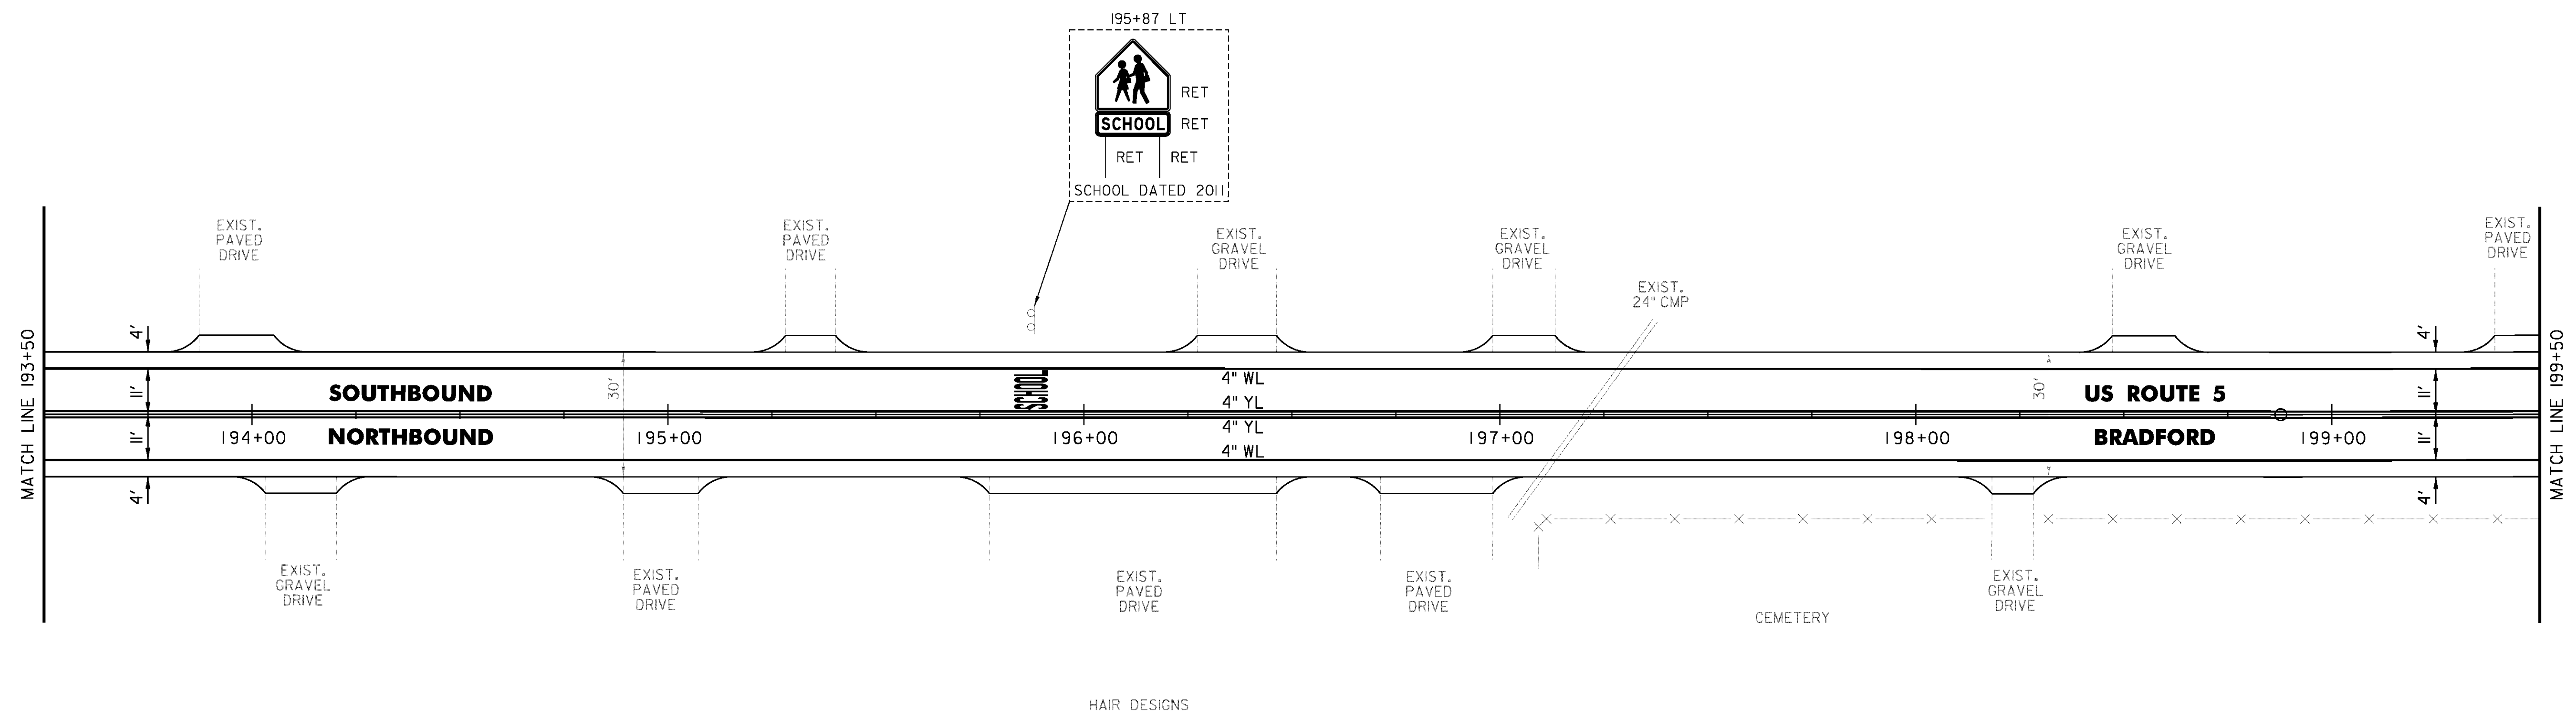 195+87 LT
RET
SCHOOL RET
RET RET
SCHOOL DATED 2011
EXIST.
PAVED
DRIVE
EXIST.
PAVED
DRIVE
EXIST.
GRAVEL
DRIVE
EXIST.
GRAVEL
DRIVE
EXIST.
GRAVEL
DRIVE
EXIST.
PAVED
DRIVE
EXIST.
24" CMP
MATCH LINE 193+50
4'
11'
11'
4'
SOUTHBOUND
NORTHBOUND
30'
SCHOOL
4" WL
4" YL
4" YL
4" WL
30'
US ROUTE 5
BRADFORD
194+00 195+00 196+00 197+00 198+00 199+00
4'
11'
11'
4'
MATCH LINE 199+50
EXIST.
GRAVEL
DRIVE
EXIST.
PAVED
DRIVE
EXIST.
PAVED
DRIVE
EXIST.
PAVED
DRIVE
EXIST.
GRAVEL
DRIVE
CEMETERY
HAIR DESIGNS